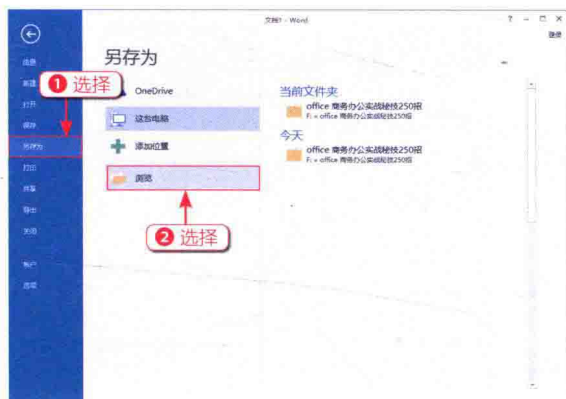 文档1 - Word
? - □ ×
登录
另存为
信息
新建
打开
保存
另存为
打印
共享
导出
关闭
帐户
选项
❶ 选择
OneDrive
这台电脑
添加位置
浏览
❷ 选择
当前文件夹
office 商务办公实战秘技250招
F: » office 商务办公实战秘技250招
今天
office 商务办公实战秘技250招
F: » office 商务办公实战秘技250招